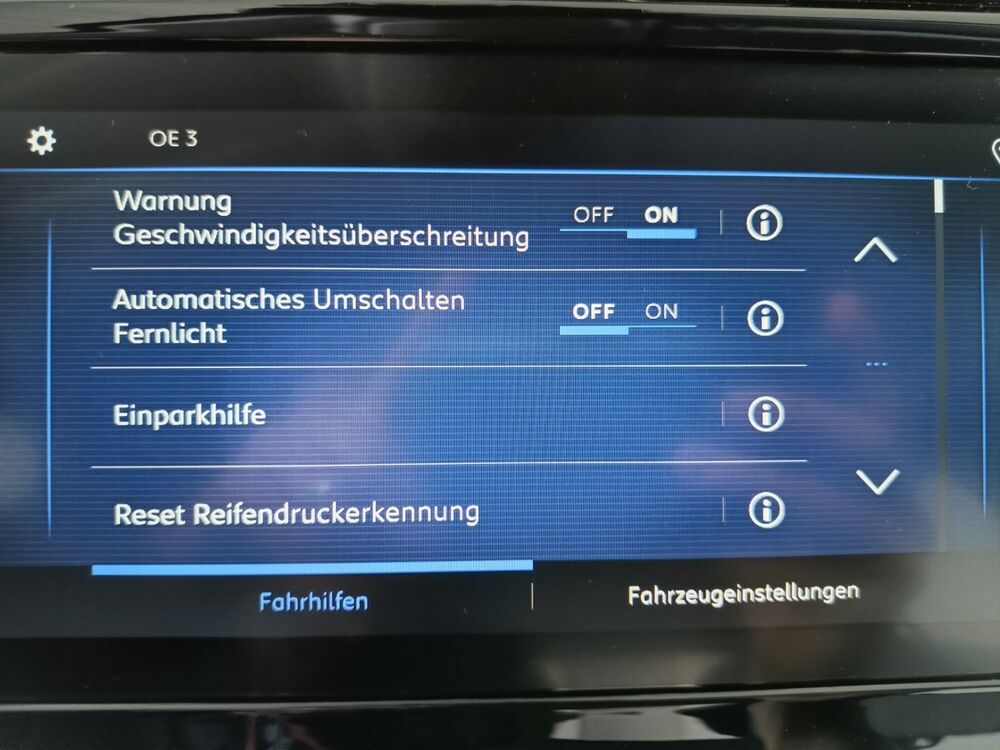 OE 3
Warnung
Geschwindigkeitsüberschreitung
OFF ON
Automatisches Umschalten
Fernlicht
OFF ON
Einparkhilfe
Reset Reifendruckerkennung
Fahrhilfen
Fahrzeugeinstellungen